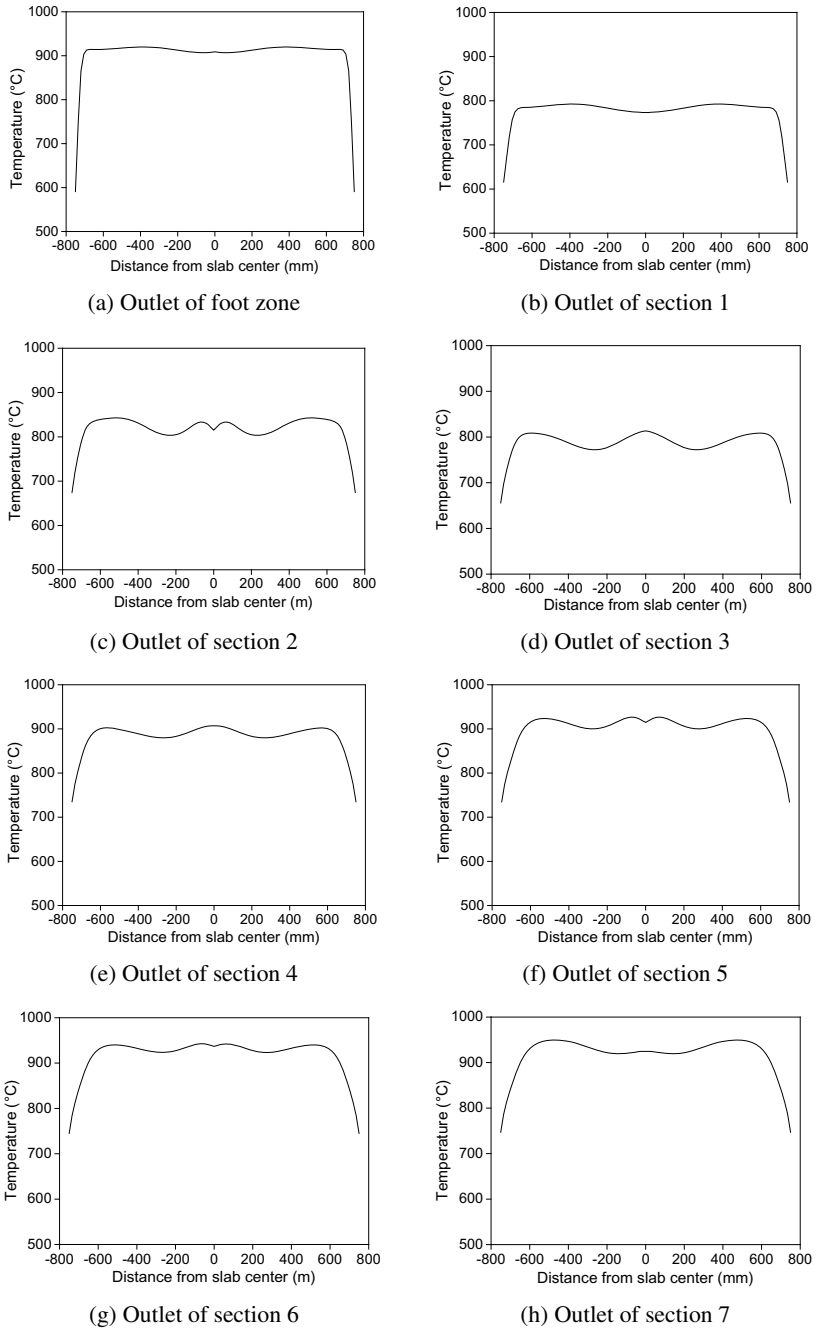 1000
900
800
700
600
500
Temperature (°C)
-800 -600 -400 -200 0 200 400 600 800
Distance from slab center (mm)
(a) Outlet of foot zone
1000
900
800
700
600
500
Temperature (°C)
-800 -600 -400 -200 0 200 400 600 800
Distance from slab center (mm)
(b) Outlet of section 1
1000
900
800
700
600
500
Temperature (°C)
-800 -600 -400 -200 0 200 400 600 800
Distance from slab center (m)
(c) Outlet of section 2
1000
900
800
700
600
500
Temperature (°C)
-800 -600 -400 -200 0 200 400 600 800
Distance from slab center (mm)
(d) Outlet of section 3
1000
900
800
700
600
500
Temperature (°C)
-800 -600 -400 -200 0 200 400 600 800
Distance from slab center (mm)
(e) Outlet of section 4
1000
900
800
700
600
500
Temperature (°C)
-800 -600 -400 -200 0 200 400 600 800
Distance from slab center (mm)
(f) Outlet of section 5
1000
900
800
700
600
500
Temperature (°C)
-800 -600 -400 -200 0 200 400 600 800
Distance from slab center (m)
(g) Outlet of section 6
1000
900
800
700
600
500
Temperature (°C)
-800 -600 -400 -200 0 200 400 600 800
Distance from slab center (mm)
(h) Outlet of section 7